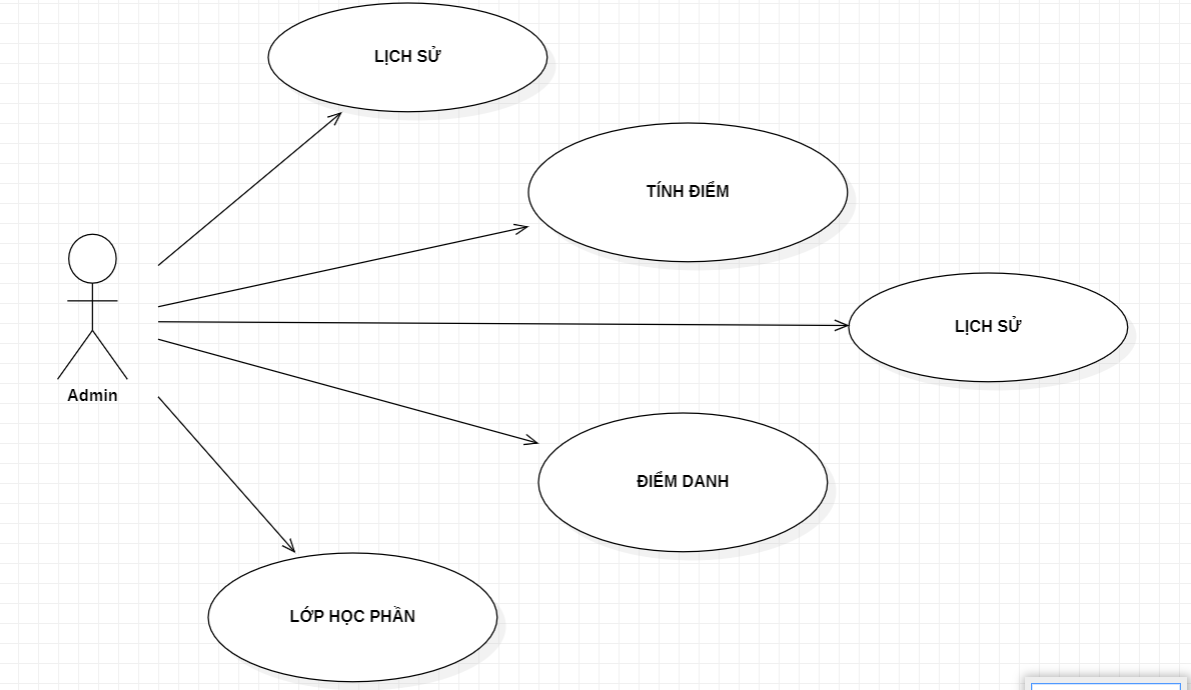 LỊCH SỬ
TÍNH ĐIỂM
LỊCH SỬ
Admin
ĐIỂM DANH
LỚP HỌC PHẦN